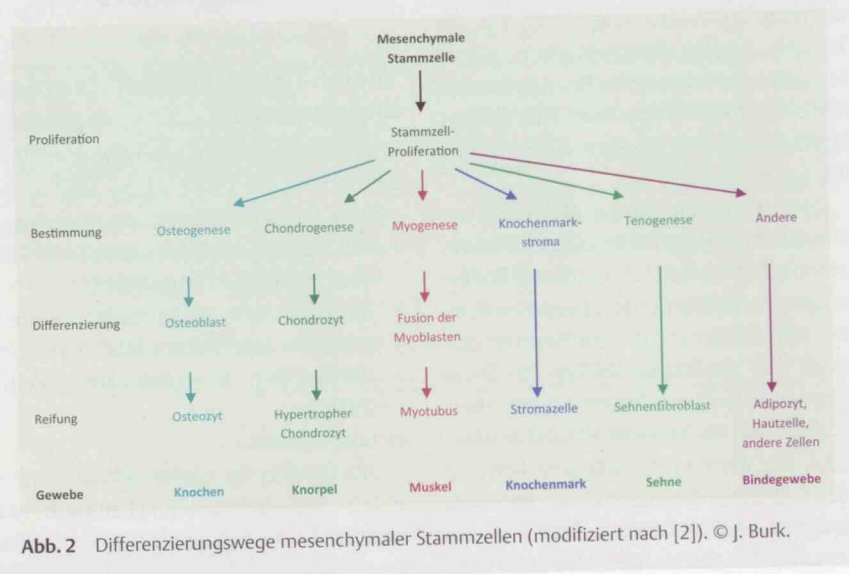 Mesenchymale
Stammzelle
Proliferation
Stammzell-
Proliferation
Bestimmung
Osteogenese
Chondrogenese
Myogenese
Knochenmark-
stroma
Tenogenese
Andere
Differenzierung
Osteoblast
Chondrozyt
Fusion der
Myoblasten
Reifung
Osteozyt
Hypertropher
Chondrozyt
Myotubus
Stromazelle
Sehnenfibroblast
Adipozyt,
Hautzelle,
andere Zellen
Gewebe
Knochen
Knorpel
Muskel
Knochenmark
Sehne
Bindegewebe
Abb. 2 Differenzierungswege mesenchymaler Stammzellen (modifiziert nach [2]). © J. Burk.